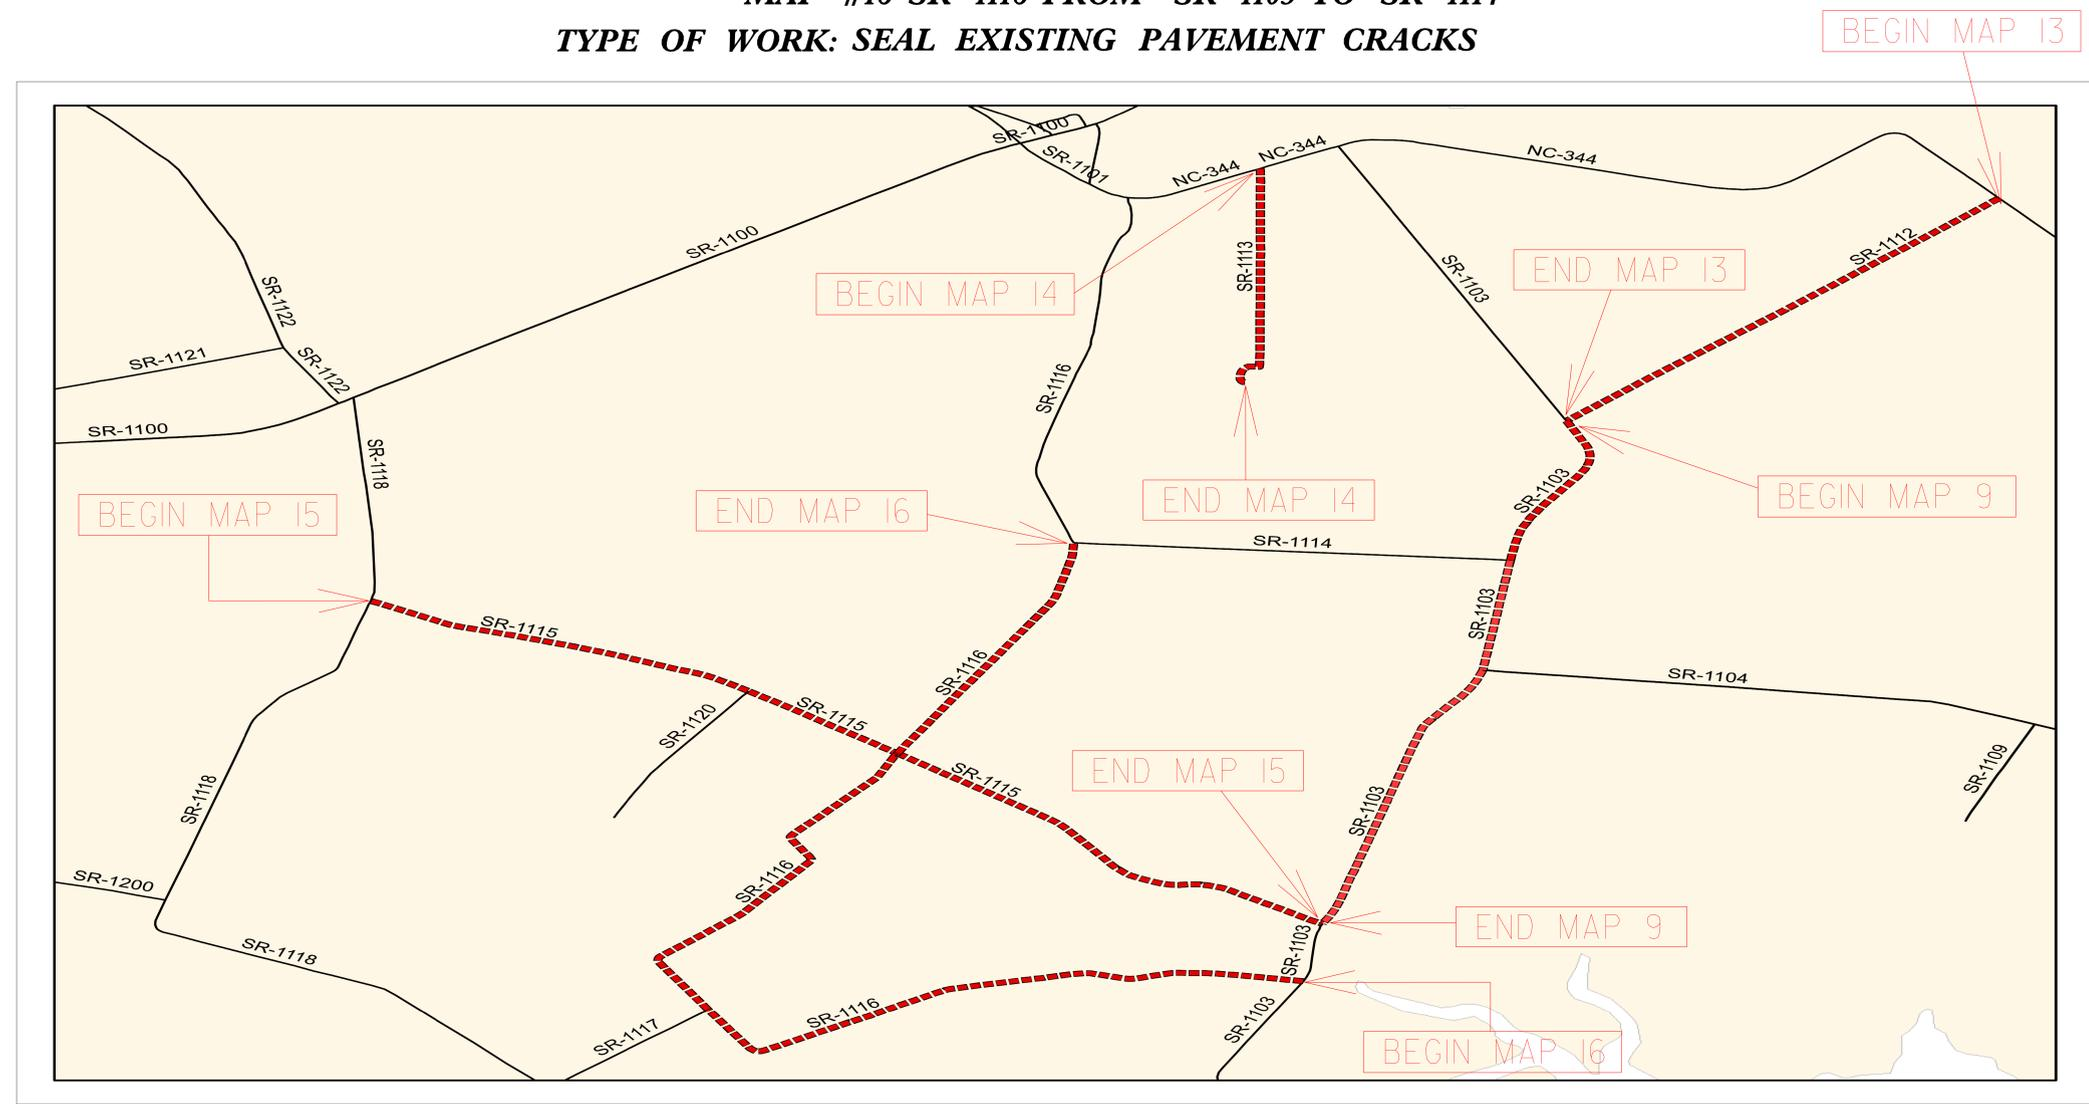 TYPE OF WORK: SEAL EXISTING PAVEMENT CRACKS
BEGIN MAP 13
SR-1100
SR-1101
NC-344
NC-344
NC-344
SR-1100
SR-1113
SR-1103
SR-1112
END MAP 13
BEGIN MAP 14
SR-1122
SR-1121
SR-1122
SR-1100
SR-1116
SR-1118
BEGIN MAP 15
END MAP 16
END MAP 14
SR-1103
BEGIN MAP 9
SR-1114
SR-1115
SR-1103
SR-1116
SR-1104
SR-1120
SR-1115
SR-1115
END MAP 15
SR-1109
SR-1118
SR-1103
SR-1200
SR-1116
END MAP 9
SR-1118
SR-1103
SR-1116
SR-1117
SR-1103
BEGIN MAP 16